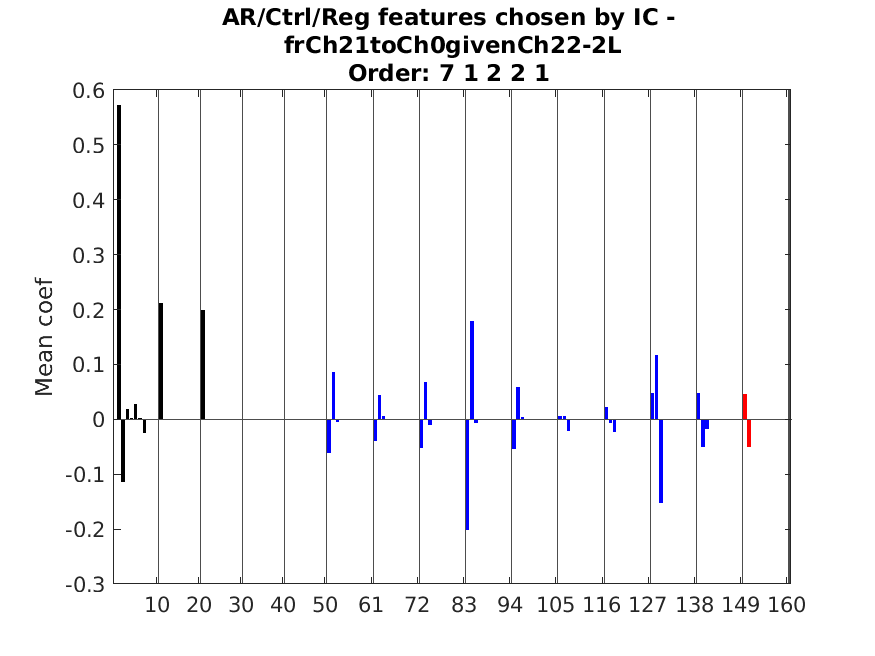 AR/Ctrl/Reg features chosen by IC -
frCh21toCh0givenCh22-2L
Order: 7 1 2 2 1
0.6
0.5
0.4
0.3
0.2
0.1
0
-0.1
-0.2
-0.3
Mean coef
10 20 30 40 50 61 72 83 94 105 116 127 138 149 160